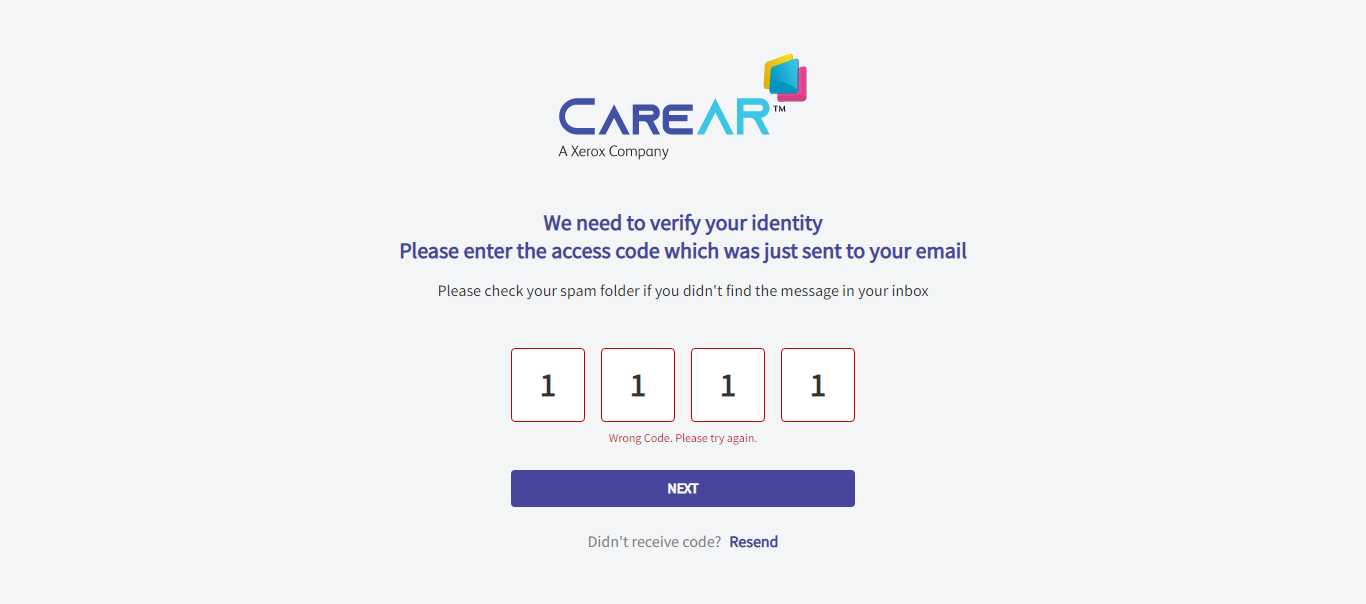 CAREAR™
A Xerox Company
We need to verify your identity
Please enter the access code which was just sent to your email
Please check your spam folder if you didn't find the message in your inbox
1 1 1 1
Wrong Code. Please try again.
NEXT
Didn't receive code? Resend